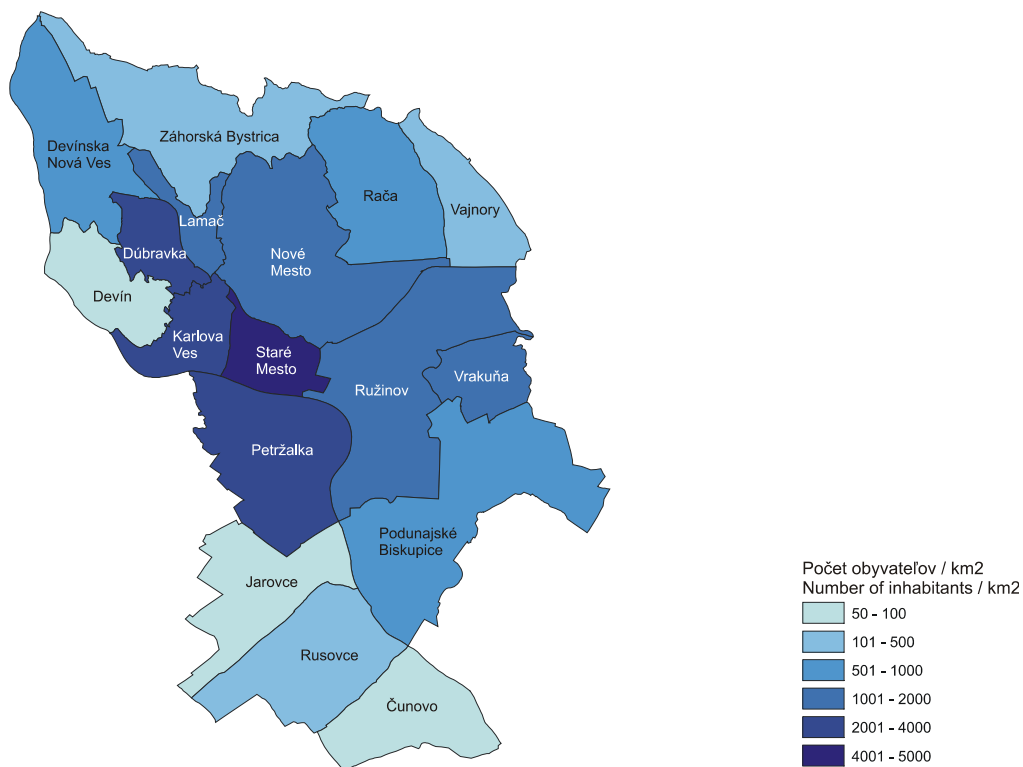 Záhorská Bystrica
Devínska
Nová Ves
Rača
Vajnory
Lamač
Dúbravka
Nové
Mesto
Devín
Karlova
Ves
Staré
Mesto
Vrakuňa
Ružinov
Petržalka
Podunajské
Biskupice
Jarovce
Rusovce
Čunovo
Počet obyvateľov / km2
Number of inhabitants / km2
50 - 100
101 - 500
501 - 1000
1001 - 2000
2001 - 4000
4001 - 5000